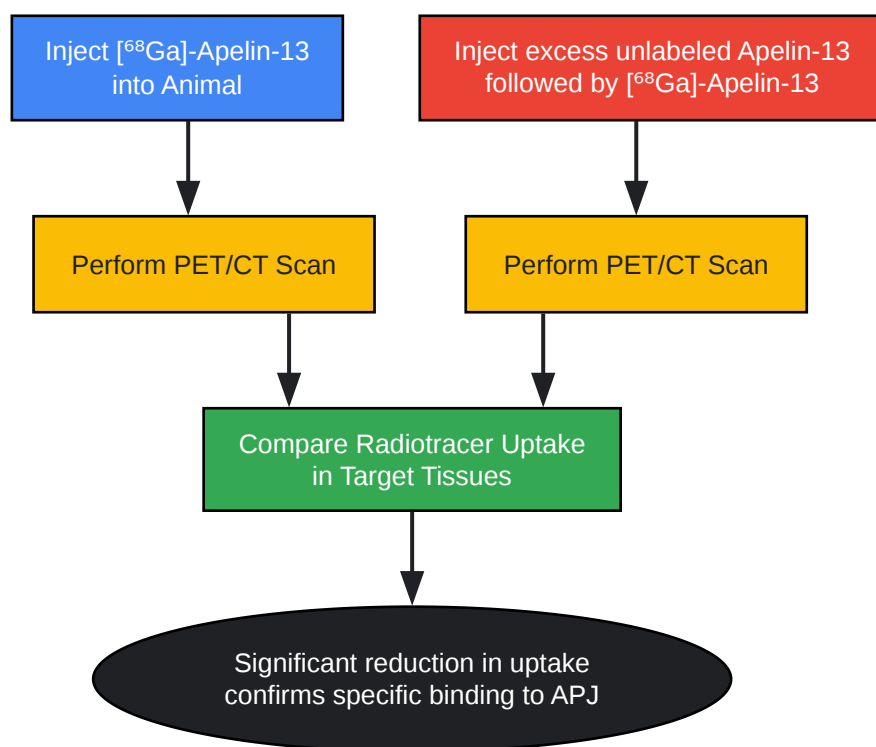 Inject [⁶⁸Ga]-Apelin-13
into Animal
Inject excess unlabeled Apelin-13
followed by [⁶⁸Ga]-Apelin-13
Perform PET/CT Scan
Perform PET/CT Scan
Compare Radiotracer Uptake
in Target Tissues
Significant reduction in uptake
confirms specific binding to APJ